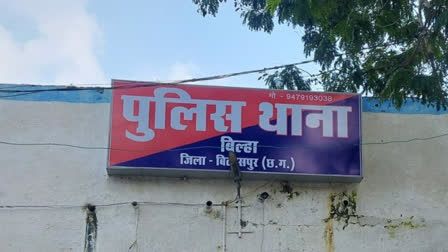 मो - 9479193038
पुलिस थाना
बिल्हा
जिला - बिलासपुर (छ.ग.)